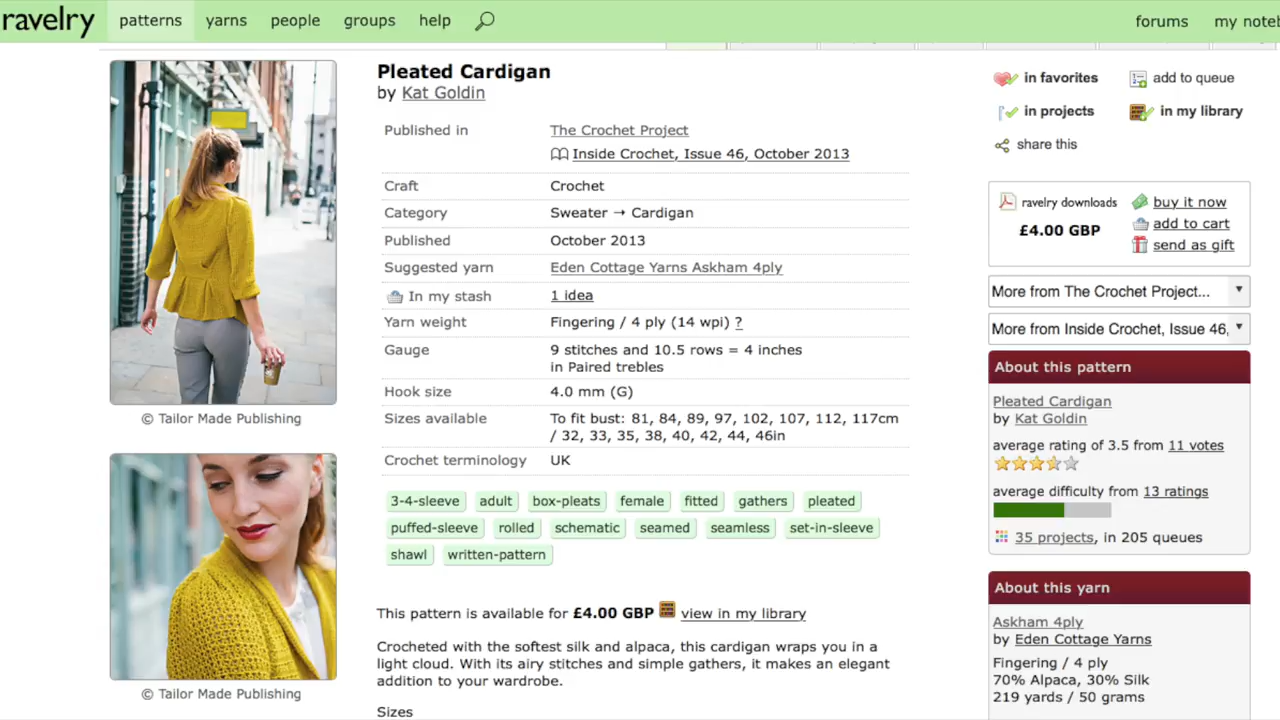 ravelry patterns yarns people groups help forums my noteb
Pleated Cardigan
by Kat Goldin
Published in The Crochet Project
Inside Crochet, Issue 46, October 2013
Craft Crochet
Category Sweater → Cardigan
Published October 2013
Suggested yarn Eden Cottage Yarns Askham 4ply
In my stash 1 idea
Yarn weight Fingering / 4 ply (14 wpi) ?
Gauge 9 stitches and 10.5 rows = 4 inches
in Paired trebles
Hook size 4.0 mm (G)
Sizes available To fit bust: 81, 84, 89, 97, 102, 107, 112, 117cm
/ 32, 33, 35, 38, 40, 42, 44, 46in
Crochet terminology UK
3-4-sleeve adult box-pleats female fitted gathers pleated
puffed-sleeve rolled schematic seamed seamless set-in-sleeve
shawl written-pattern
This pattern is available for £4.00 GBP view in my library
Crocheted with the softest silk and alpaca, this cardigan wraps you in a
light cloud. With its airy stitches and simple gathers, it makes an elegant
addition to your wardrobe.
Sizes
© Tailor Made Publishing
© Tailor Made Publishing
in favorites add to queue
in projects in my library
share this
ravelry downloads buy it now
£4.00 GBP add to cart
send as gift
More from The Crochet Project...
More from Inside Crochet, Issue 46,
About this pattern
Pleated Cardigan
by Kat Goldin
average rating of 3.5 from 11 votes
average difficulty from 13 ratings
35 projects, in 205 queues
About this yarn
Askham 4ply
by Eden Cottage Yarns
Fingering / 4 ply
70% Alpaca, 30% Silk
219 yards / 50 grams